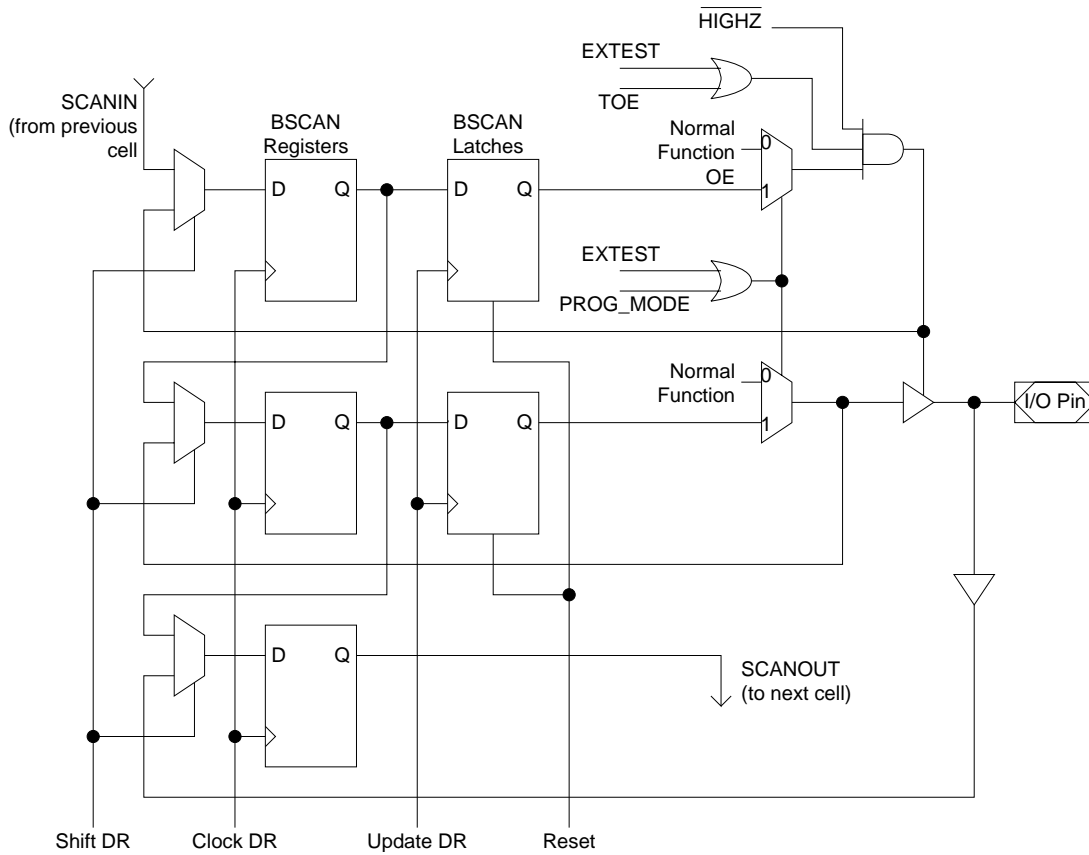 HIGHZ
EXTEST
TOE
SCANIN
(from previous
cell)
BSCAN
Registers
BSCAN
Latches
Normal
Function
OE
0
1
D Q
D Q
EXTEST
PROG_MODE
Normal
Function
0
1
D Q
D Q
I/O Pin
D Q
SCANOUT
(to next cell)
Shift DR
Clock DR
Update DR
Reset